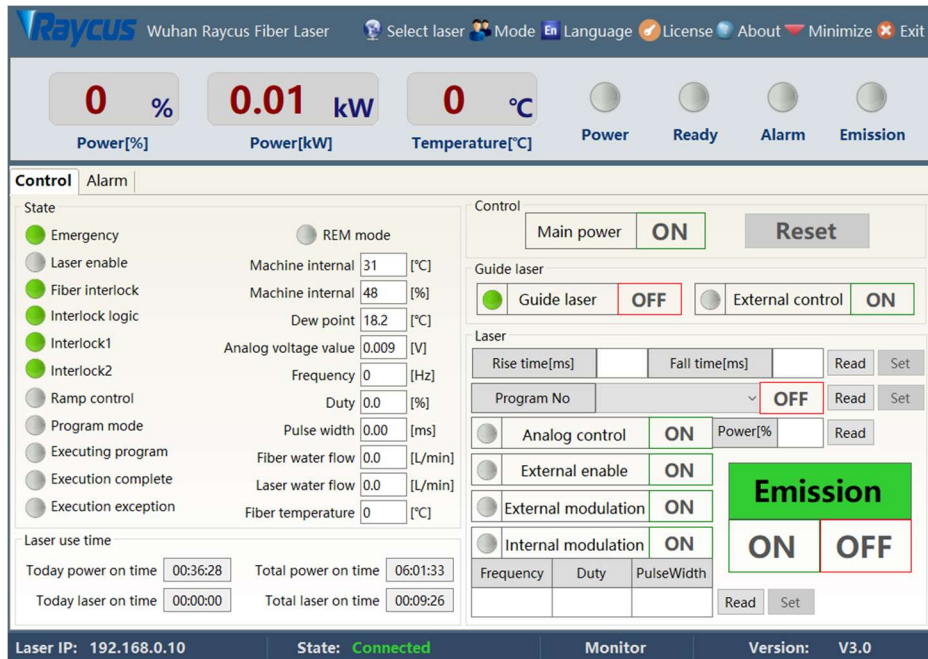 Raycus Wuhan Raycus Fiber Laser Select laser Mode En Language License About Minimize Exit
0 % 0.01 kW 0 ℃
Power[%] Power[kW] Temperature[℃] Power Ready Alarm Emission
Control Alarm
State
Emergency REM mode
Laser enable Machine internal 31 [℃]
Fiber interlock Machine internal 48 [%]
Interlock logic Dew point 18.2 [℃]
Interlock1 Analog voltage value 0.009 [V]
Interlock2 Frequency 0 [Hz]
Ramp control Duty 0.0 [%]
Program mode Pulse width 0.00 [ms]
Executing program Fiber water flow 0.0 [L/min]
Execution complete Laser water flow 0.0 [L/min]
Execution exception Fiber temperature 0 [℃]
Laser use time
Today power on time 00:36:28 Total power on time 06:01:33
Today laser on time 00:00:00 Total laser on time 00:09:26
Control
Main power ON Reset
Guide laser
Guide laser OFF External control ON
Laser
Rise time[ms] Fall time[ms] Read Set
Program No OFF Read Set
Analog control ON Power[% Read
External enable ON
External modulation ON
Internal modulation ON
Emission
ON OFF
Frequency Duty PulseWidth
Read Set
Laser IP: 192.168.0.10 State: Connected Monitor Version: V3.0